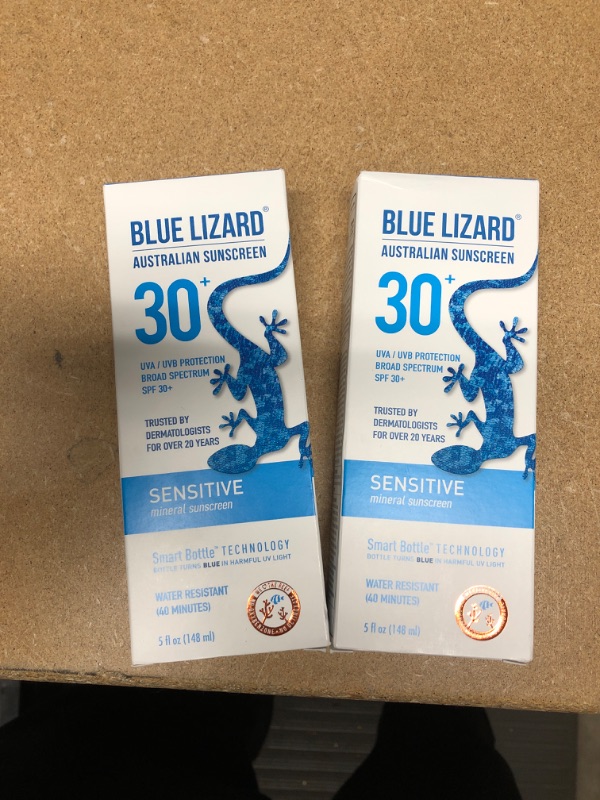 BLUE LIZARD®
AUSTRALIAN SUNSCREEN
30+
UVA / UVB PROTECTION
BROAD SPECTRUM
SPF 30+
TRUSTED BY
DERMATOLOGISTS
FOR OVER 20 YEARS
SENSITIVE
mineral sunscreen
Smart Bottle™ TECHNOLOGY
BOTTLE TURNS BLUE IN HARMFUL UV LIGHT
WATER RESISTANT
(40 MINUTES)
5 fl oz (148 ml)
BLUE LIZARD®
AUSTRALIAN SUNSCREEN
30+
UVA / UVB PROTECTION
BROAD SPECTRUM
SPF 30+
TRUSTED BY
DERMATOLOGISTS
FOR OVER 20 YEARS
SENSITIVE
mineral sunscreen
Smart Bottle™ TECHNOLOGY
BOTTLE TURNS BLUE IN HARMFUL UV LIGHT
WATER RESISTANT
(40 MINUTES)
5 fl oz (148 ml)